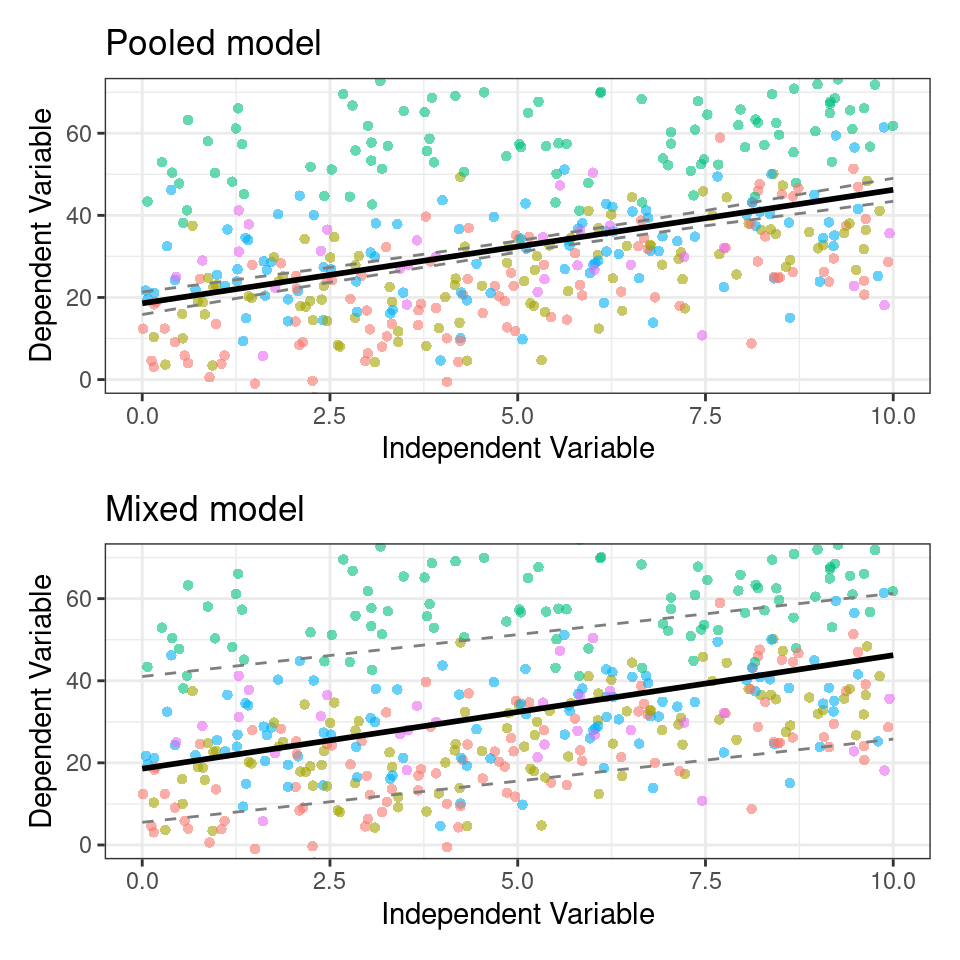 Pooled model
Dependent Variable
60
40
20
0
0.0 2.5 5.0 7.5 10.0
Independent Variable
Mixed model
Dependent Variable
60
40
20
0
0.0 2.5 5.0 7.5 10.0
Independent Variable